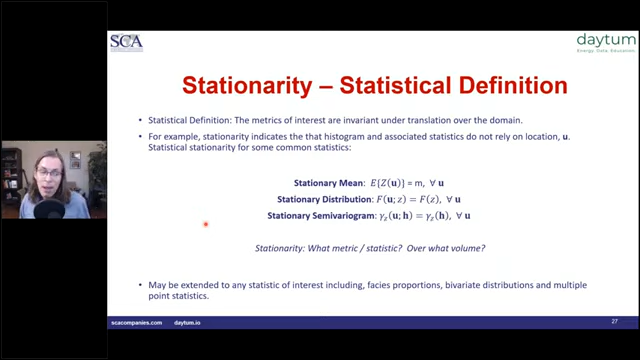 SCA
daytum
Energy, Data, Education
Stationarity – Statistical Definition
• Statistical Definition: The metrics of interest are invariant under translation over the domain.
• For example, stationarity indicates the that histogram and associated statistics do not rely on location, u.
Statistical stationarity for some common statistics:
Stationary Mean: E{Z(u)} = m, ∀ u
Stationary Distribution: F(u; z) = F(z), ∀ u
Stationary Semivariogram: γz(u; h) = γz(h), ∀ u
Stationarity: What metric / statistic? Over what volume?
• May be extended to any statistic of interest including, facies proportions, bivariate distributions and multiple
point statistics.
scacompanies.com daytum.io 27